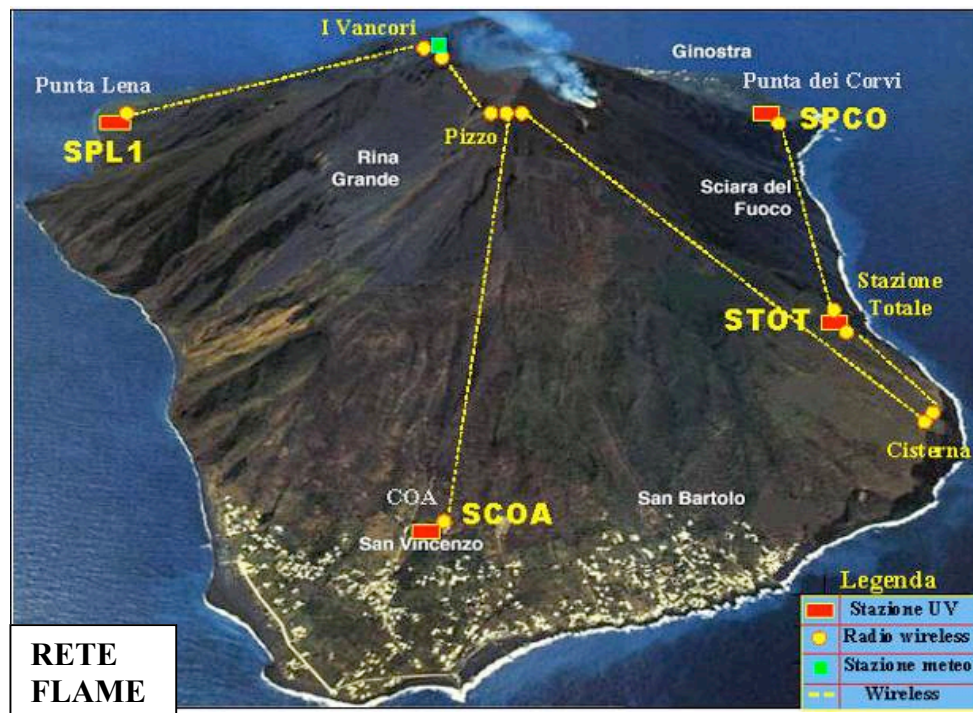 I Vancori
Ginostra
Punta Lena
Punta dei Corvi
SPL1
SPCO
Pizzo
Rina
Grande
Sciara del
Fuoco
Stazione
Totale
STOT
Cisterna
COA
SCOA
San Bartolo
San Vincenzo
Legenda
Stazione UV
Radio wireless
Stazione meteo
Wireless
RETE
FLAME